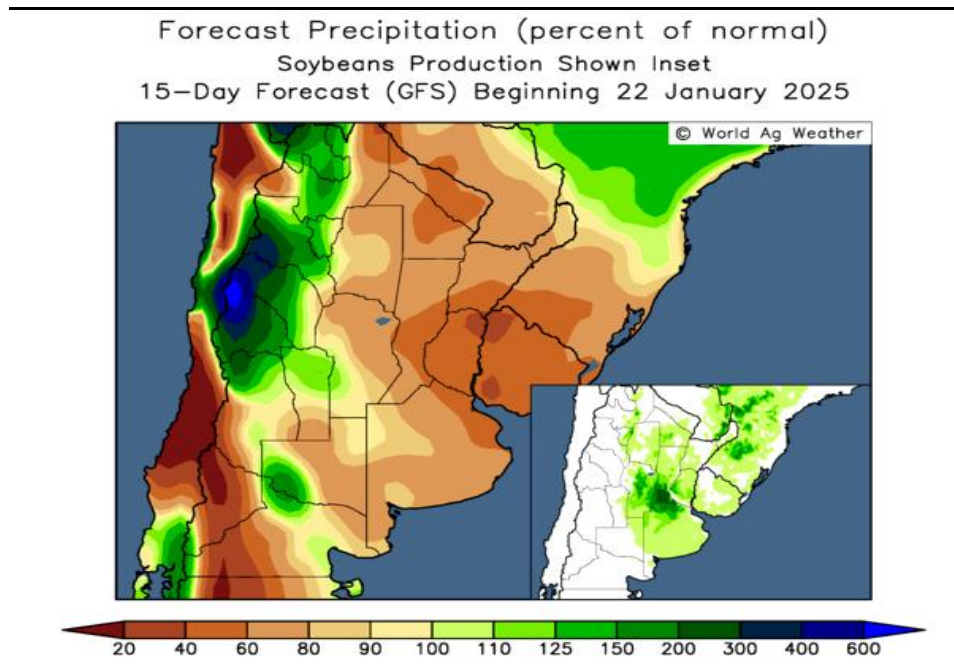 Forecast Precipitation (percent of normal)
Soybeans Production Shown Inset
15-Day Forecast (GFS) Beginning 22 January 2025
© World Ag Weather
20 40 60 80 90 100 110 125 150 200 300 400 600